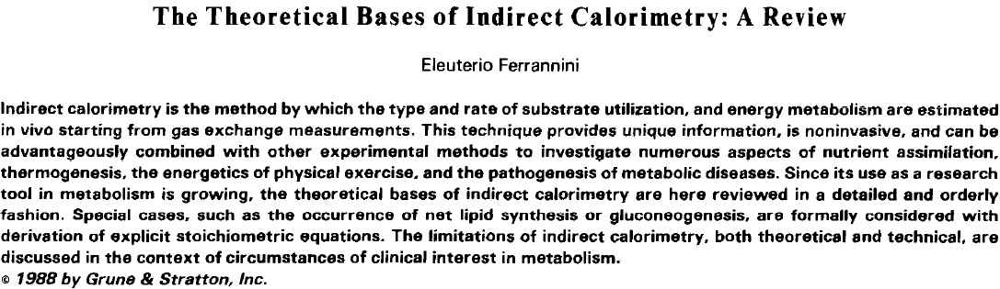 The Theoretical Bases of Indirect Calorimetry: A Review
Eleuterio Ferrannini
Indirect calorimetry is the method by which the type and rate of substrate utilization, and energy metabolism are estimated
in vivo starting from gas exchange measurements. This technique provides unique information, is noninvasive, and can be
advantageously combined with other experimental methods to investigate numerous aspects of nutrient assimilation,
thermogenesis, the energetics of physical exercise, and the pathogenesis of metabolic diseases. Since its use as a research
tool in metabolism is growing, the theoretical bases of indirect calorimetry are here reviewed in a detailed and orderly
fashion. Special cases, such as the occurrence of net lipid synthesis or gluconeogenesis, are formally considered with
derivation of explicit stoichiometric equations. The limitations of indirect calorimetry, both theoretical and technical, are
discussed in the context of circumstances of clinical interest in metabolism.
© 1988 by Grune & Stratton, Inc.